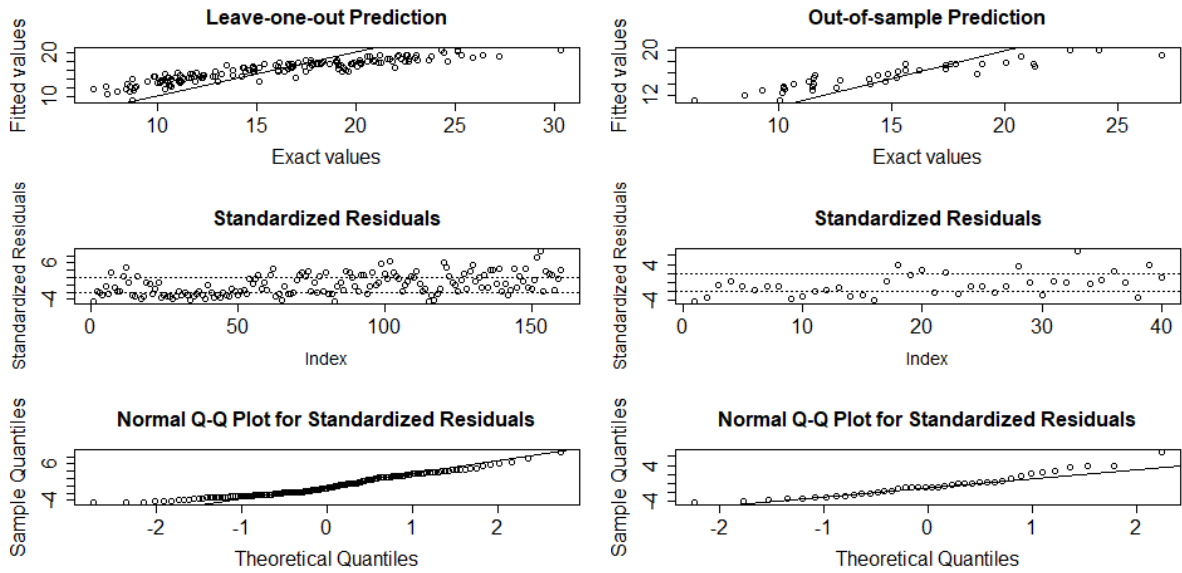 Leave-one-out Prediction
Fitted values
20
10
10 15 20 25 30
Exact values
Out-of-sample Prediction
Fitted values
20
12
10 15 20 25
Exact values
Standardized Residuals
Standardized Residuals
6
-4
0 50 100 150
Index
Standardized Residuals
Standardized Residuals
4
-4
0 10 20 30 40
Index
Normal Q-Q Plot for Standardized Residuals
Sample Quantiles
6
-4
-2 -1 0 1 2
Theoretical Quantiles
Normal Q-Q Plot for Standardized Residuals
Sample Quantiles
4
-4
-2 -1 0 1 2
Theoretical Quantiles